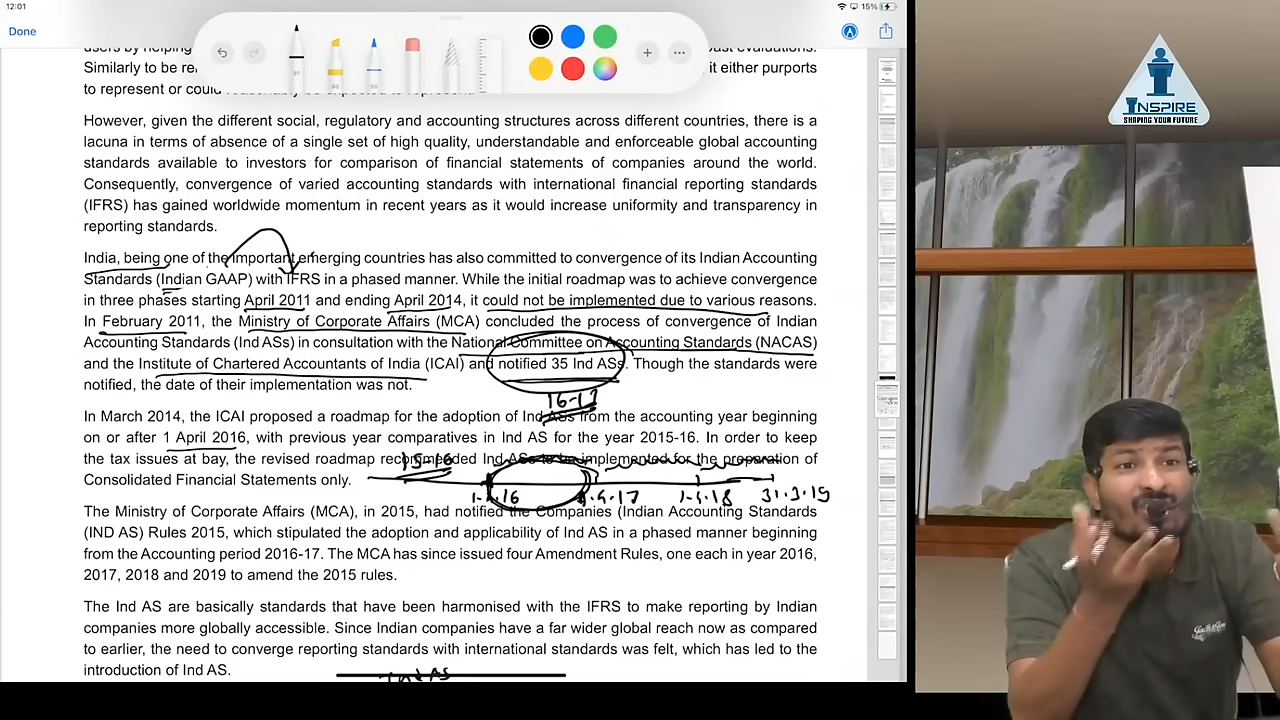 12:01
15%
Done
users by helping
past evaluations.
Similarly to be re
it either purports
to represent or could
However, given the different social, regulatory and accounting structures across different countries, there is a
lacuna in the of absence of a single set of high quality, understandable and enforceable global accounting
standards available to investors for comparison of financial statements of companies around the world.
Consequently, convergence of varied accounting standards with international financial reporting standards
(IFRS) has gained worldwide momentum in recent years as it would increase uniformity and transparency in
reporting standards.
India, being one of the important emerging countries had also committed to convergence of its Indian Accounting
Standards (Indian GAAP) with IFRS in a phased manner. While the initial roadmap was to achieve convergence
in three phases starting April 2011 and ending April 2014, it could not be implemented due to various reasons.
In February 2011, the Ministry of Corporate Affairs (MCA) concluded the process of convergence of Indian
Accounting Standards (Ind ASs) in consultation with the National Committee on Accounting Standards (NACAS)
and the Institute of Chartered Accountants of India (ICAI) and notified 35 Ind ASs. Though the standards were
notified, the date of their implementation was not.
16-17
In March 2014, the ICAI proposed a roadmap for the adoption of Ind ASs from the accounting year beginning
on or after 1 April 2016, with previous year comparatives in Ind AS for the year 2015-16. In order to keep
the tax issues at bay, the revised roadmap recommended Ind ASs to be implemented for the preparation of
Consolidated Financial Statements only.
1-4-16 1-4-17 1-4-18 31-3-19
The Ministry of Corporate Affairs (MCA), in 2015, had notified the Companies (Indian Accounting Standards
(IND AS) Rules 2015, which stipulated the adoption and applicability of Ind AS in a phased manner beginning
from the Accounting period 2016-17. The MCA has since issued four Amendment Rules, one each in year 2016,
2017, 2018 and 2019 to amend the 2015 rules.
The Ind AS are basically standards that have been harmonised with the IFRS to make reporting by Indian
companies more globally accessible. Since Indian companies have a far wider global reach now as compared
to earlier, the need to converge reporting standards with international standards was felt, which has led to the
introduction of Ind AS.
Ind AS
INSPIRE
SHAPING YOUR FUTURE